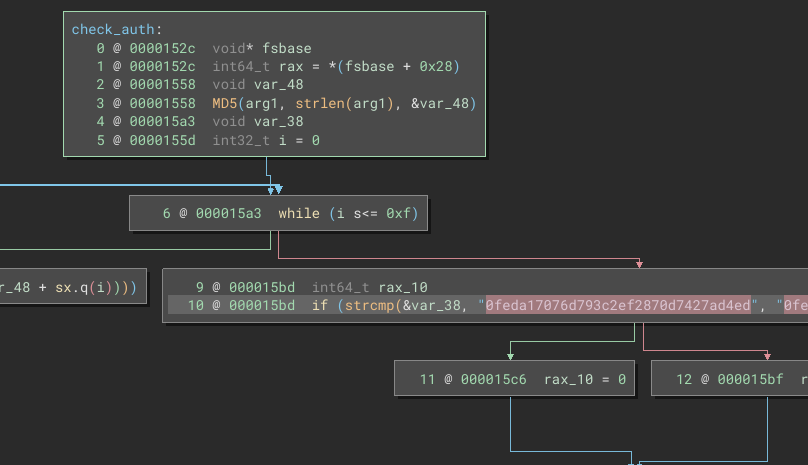 check_auth:
0 @ 0000152c void* fsbase
1 @ 0000152c int64_t rax = *(fsbase + 0x28)
2 @ 00001558 void var_48
3 @ 00001558 MD5(arg1, strlen(arg1), &var_48)
4 @ 000015a3 void var_38
5 @ 0000155d int32_t i = 0
6 @ 000015a3 while (i s<= 0xf)
r_48 + sx.q(i))))
9 @ 000015bd int64_t rax_10
10 @ 000015bd if (strcmp(&var_38, "0feda17076d793c2ef2870d7427ad4ed", "0fe
11 @ 000015c6 rax_10 = 0
12 @ 000015bf r